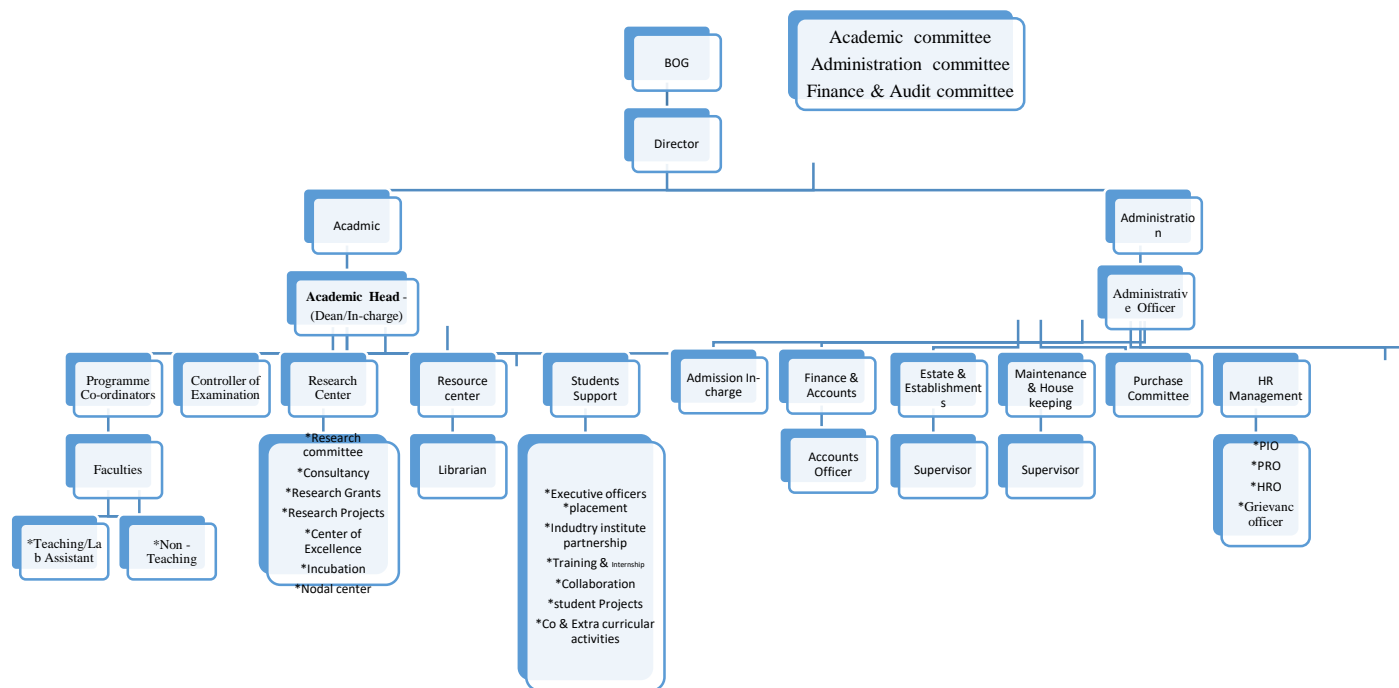 BOG
Academic committee
Administration committee
Finance & Audit committee
Director
Acadmic
Administratio
n
Academic Head -
(Dean/In-charge)
Administrativ
e Officer
Programme
Co-ordinators
Controller of
Examination
Research
Center
Resource
center
Students
Support
Admission In-
charge
Finance &
Accounts
Estate &
Establishment
s
Maintenance
& House
keeping
Purchase
Committee
HR
Management
Faculties
*Research
committee
*Consultancy
*Research Grants
*Research Projects
*Center of
Excellence
*Incubation
*Nodal center
Librarian
*Executive officers
*placement
*Indudtry institute
partnership
*Training & Internship
*Collaboration
*student Projects
*Co & Extra curricular
activities
Accounts
Officer
Supervisor
Supervisor
*PIO
*PRO
*HRO
*Grievanc
officer
*Teaching/La
b Assistant
*Non -
Teaching